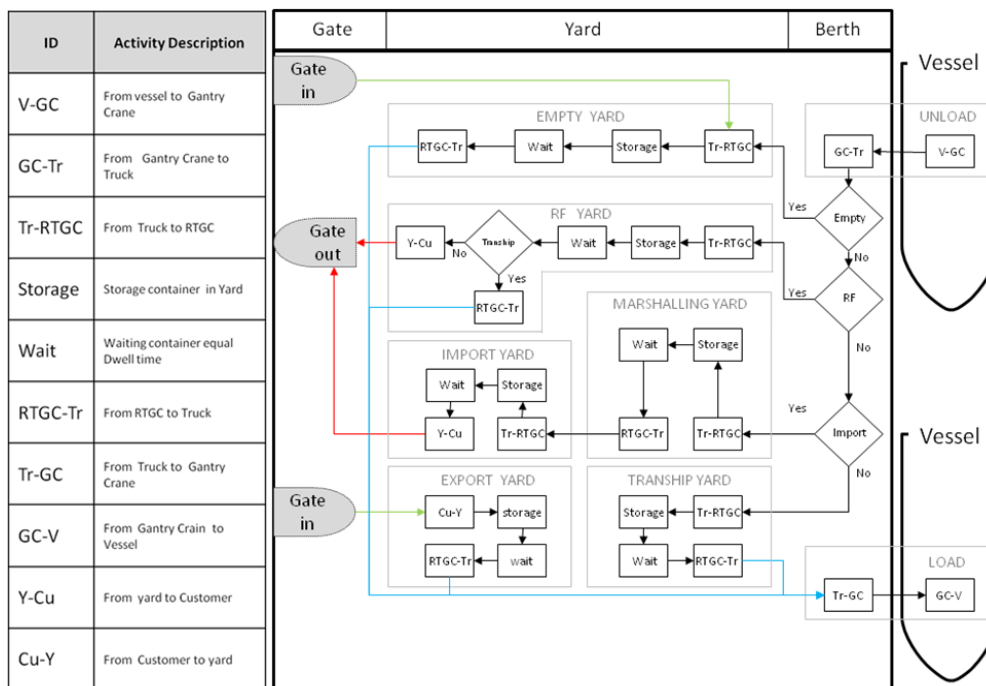 ID
Activity Description
V-GC
From vessel to Gantry
Crane
GC-Tr
From Gantry Crane to
Truck
Tr-RTGC
From Truck to RTGC
Storage
Storage container in Yard
Wait
Waiting container equal
Dwell time
RTGC-Tr
From RTGC to Truck
Tr-GC
From Truck to Gantry
Crane
GC-V
From Gantry Crain to
Vessel
Y-Cu
From yard to Customer
Cu-Y
From Customer to yard
Gate
Yard
Berth
Gate
in
Vessel
EMPTY YARD
UNLOAD
RTGC-Tr
Wait
Storage
Tr-RTGC
GC-Tr
V-GC
Yes
Empty
No
RF YARD
Gate
out
Y-Cu
No
Tranship
Yes
Wait
Storage
Tr-RTGC
RTGC-Tr
Yes
RF
No
MARSHALLING YARD
Wait
Storage
RTGC-Tr
Tr-RTGC
IMPORT YARD
Wait
Storage
Y-Cu
Tr-RTGC
Yes
Import
No
Vessel
Gate
in
EXPORT YARD
Cu-Y
storage
RTGC-Tr
wait
TRANSHIP YARD
Storage
Tr-RTGC
Wait
RTGC-Tr
LOAD
Tr-GC
GC-V